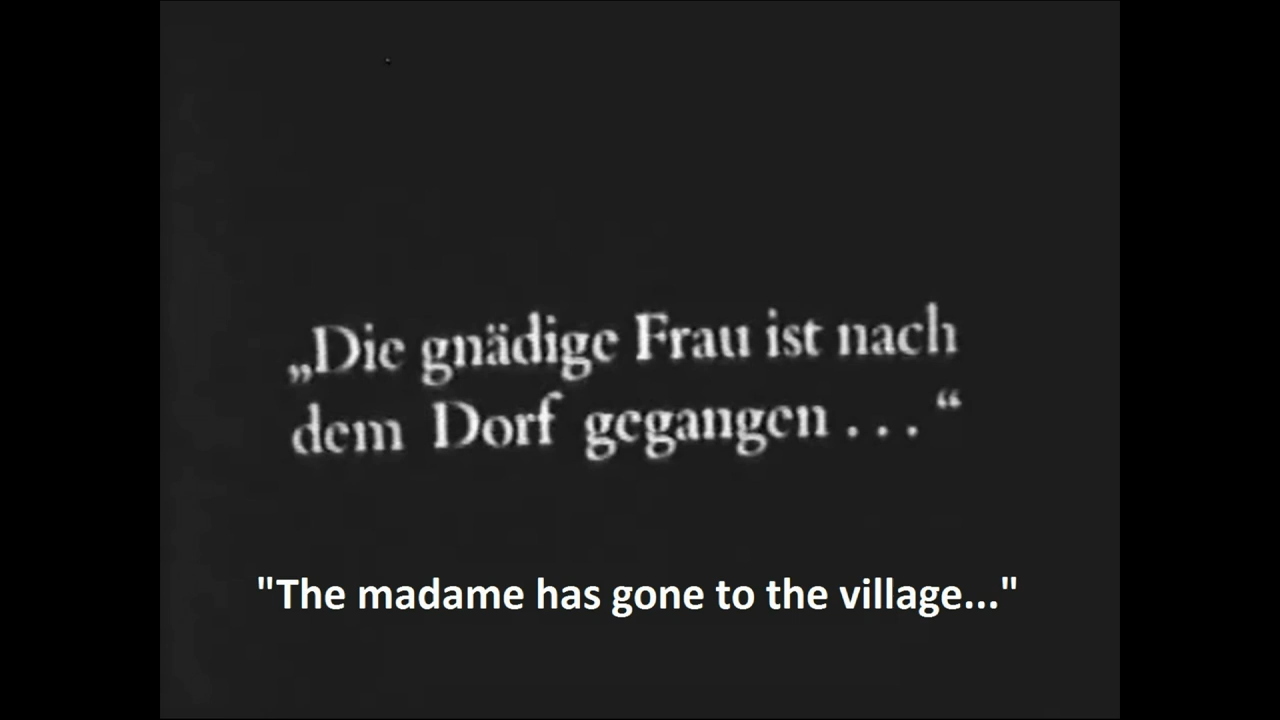 „Die gnädige Frau ist nach
dem Dorf gegangen . . . “
"The madame has gone to the village..."